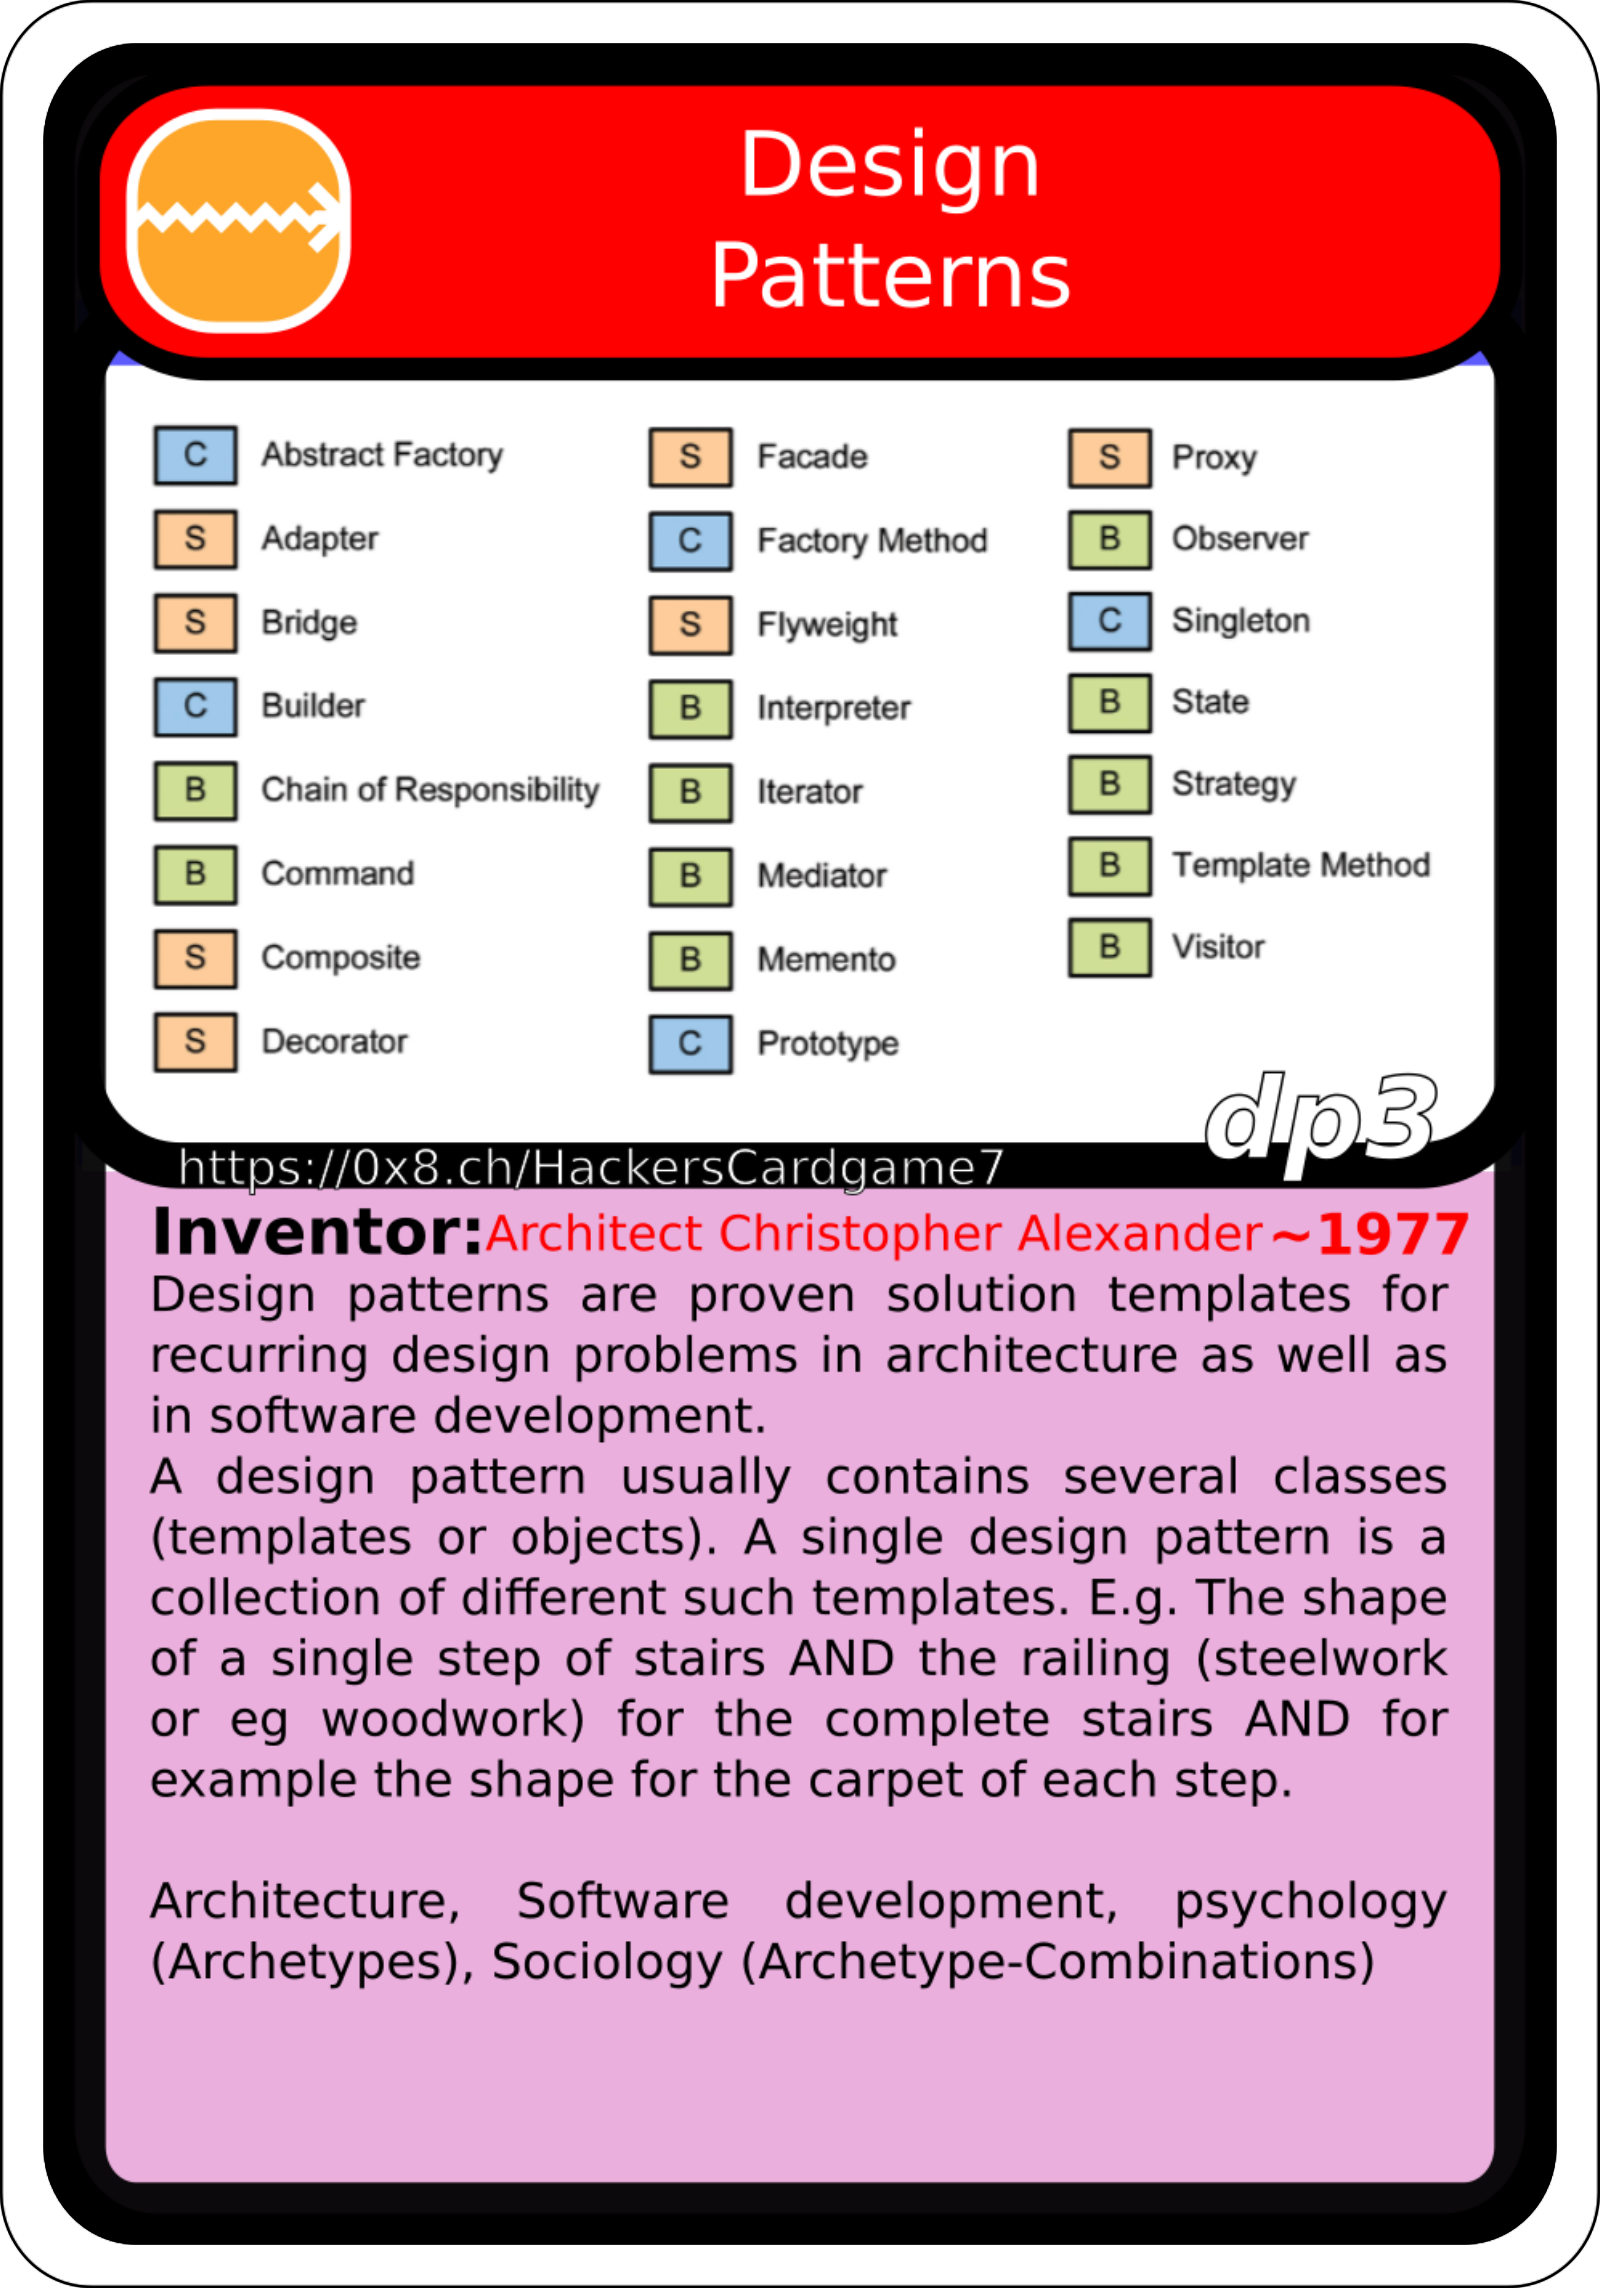 Design
Patterns
C Abstract Factory
S Adapter
S Bridge
C Builder
B Chain of Responsibility
B Command
S Composite
S Decorator
S Facade
C Factory Method
S Flyweight
B Interpreter
B Iterator
B Mediator
B Memento
C Prototype
S Proxy
B Observer
C Singleton
B State
B Strategy
B Template Method
B Visitor
dp3
https://0x8.ch/HackersCardgame7
Inventor: Architect Christopher Alexander ~1977
Design patterns are proven solution templates for
recurring design problems in architecture as well as
in software development.
A design pattern usually contains several classes
(templates or objects). A single design pattern is a
collection of different such templates. E.g. The shape
of a single step of stairs AND the railing (steelwork
or eg woodwork) for the complete stairs AND for
example the shape for the carpet of each step.
Architecture, Software development, psychology
(Archetypes), Sociology (Archetype-Combinations)